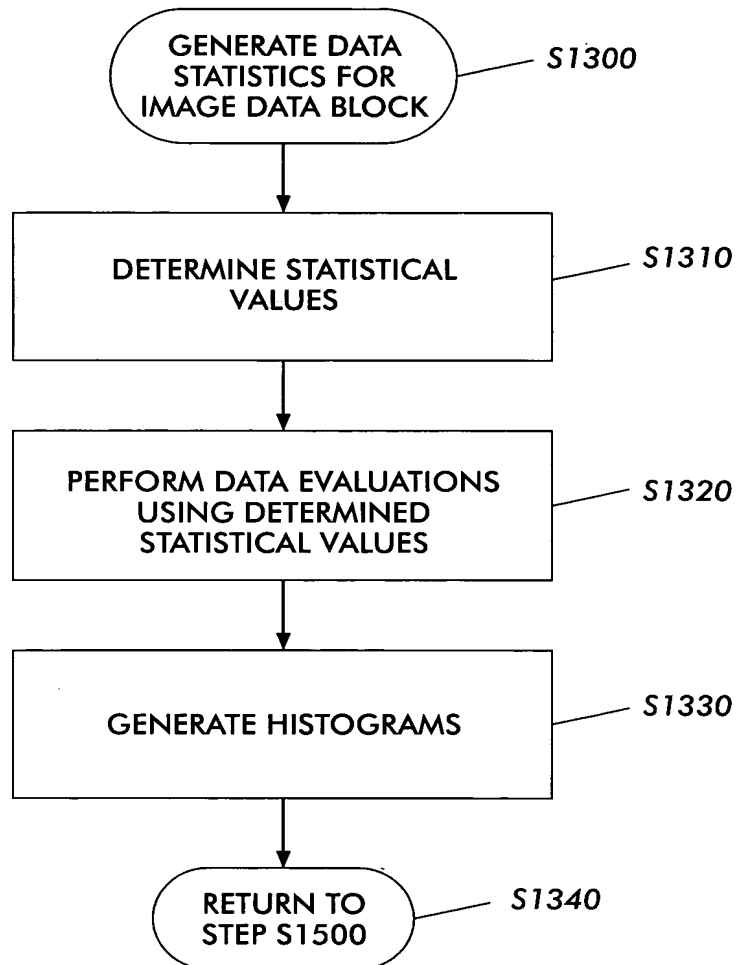 GENERATE DATA
STATISTICS FOR
IMAGE DATA BLOCK
S1300
DETERMINE STATISTICAL
VALUES
S1310
PERFORM DATA EVALUATIONS
USING DETERMINED
STATISTICAL VALUES
S1320
GENERATE HISTOGRAMS
S1330
RETURN TO
STEP S1500
S1340